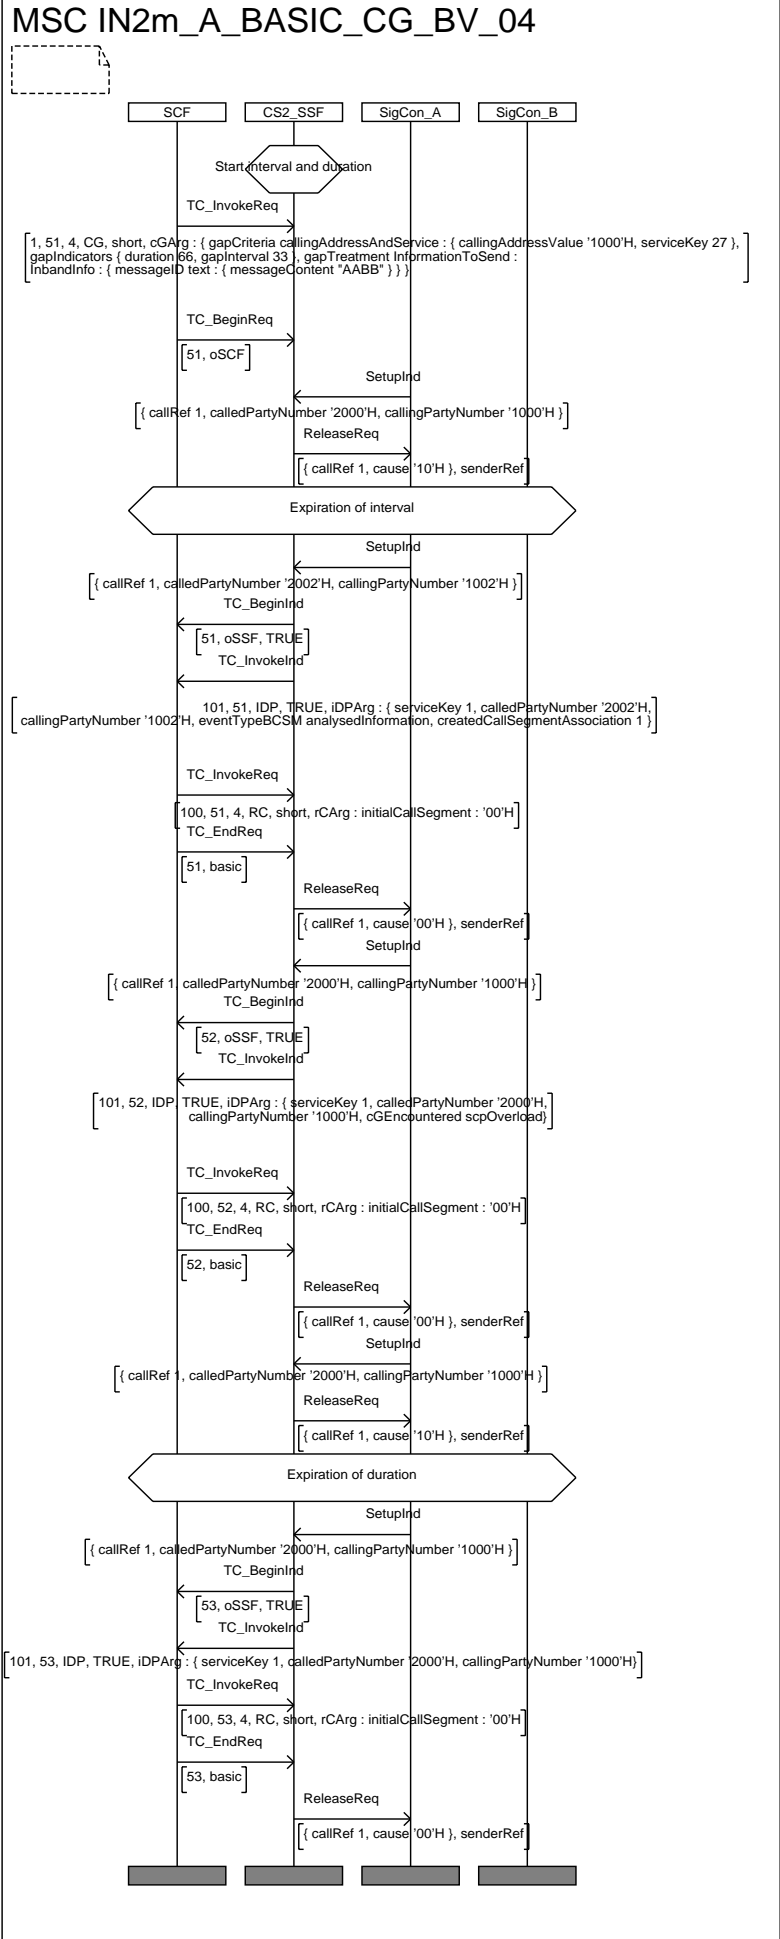 MSC IN2m_A_BASIC_CG_BV_04
SCF
CS2_SSF
SigCon_A
SigCon_B
Start interval and duration
TC_InvokeReq
1, 51, 4, CG, short, cGArg : { gapCriteria callingAddressAndService : { callingAddressValue '1000'H, serviceKey 27 },
gapIndicators { duration 66, gapInterval 33 }, gapTreatment InformationToSend :
InbandInfo : { messageID text : { messageContent "AABB" } } }
TC_BeginReq
51, oSCF
SetupInd
{ callRef 1, calledPartyNumber '2000'H, callingPartyNumber '1000'H }
ReleaseReq
{ callRef 1, cause '10'H }, senderRef
Expiration of interval
SetupInd
{ callRef 1, calledPartyNumber '2002'H, callingPartyNumber '1002'H }
TC_BeginInd
51, oSSF, TRUE
TC_InvokeInd
101, 51, IDP, TRUE, iDPArg : { serviceKey 1, calledPartyNumber '2002'H,
callingPartyNumber '1002'H, eventTypeBCSM analysedInformation, createdCallSegmentAssociation 1 }
TC_InvokeReq
100, 51, 4, RC, short, rCArg : initialCallSegment : '00'H
TC_EndReq
51, basic
ReleaseReq
{ callRef 1, cause '00'H }, senderRef
SetupInd
{ callRef 1, calledPartyNumber '2000'H, callingPartyNumber '1000'H }
TC_BeginInd
52, oSSF, TRUE
TC_InvokeInd
101, 52, IDP, TRUE, iDPArg : { serviceKey 1, calledPartyNumber '2000'H,
callingPartyNumber '1000'H, cGEncountered scpOverload}
TC_InvokeReq
100, 52, 4, RC, short, rCArg : initialCallSegment : '00'H
TC_EndReq
52, basic
ReleaseReq
{ callRef 1, cause '00'H }, senderRef
SetupInd
{ callRef 1, calledPartyNumber '2000'H, callingPartyNumber '1000'H }
ReleaseReq
{ callRef 1, cause '10'H }, senderRef
Expiration of duration
SetupInd
{ callRef 1, calledPartyNumber '2000'H, callingPartyNumber '1000'H }
TC_BeginInd
53, oSSF, TRUE
TC_InvokeInd
101, 53, IDP, TRUE, iDPArg : { serviceKey 1, calledPartyNumber '2000'H, callingPartyNumber '1000'H}
TC_InvokeReq
100, 53, 4, RC, short, rCArg : initialCallSegment : '00'H
TC_EndReq
53, basic
ReleaseReq
{ callRef 1, cause '00'H }, senderRef